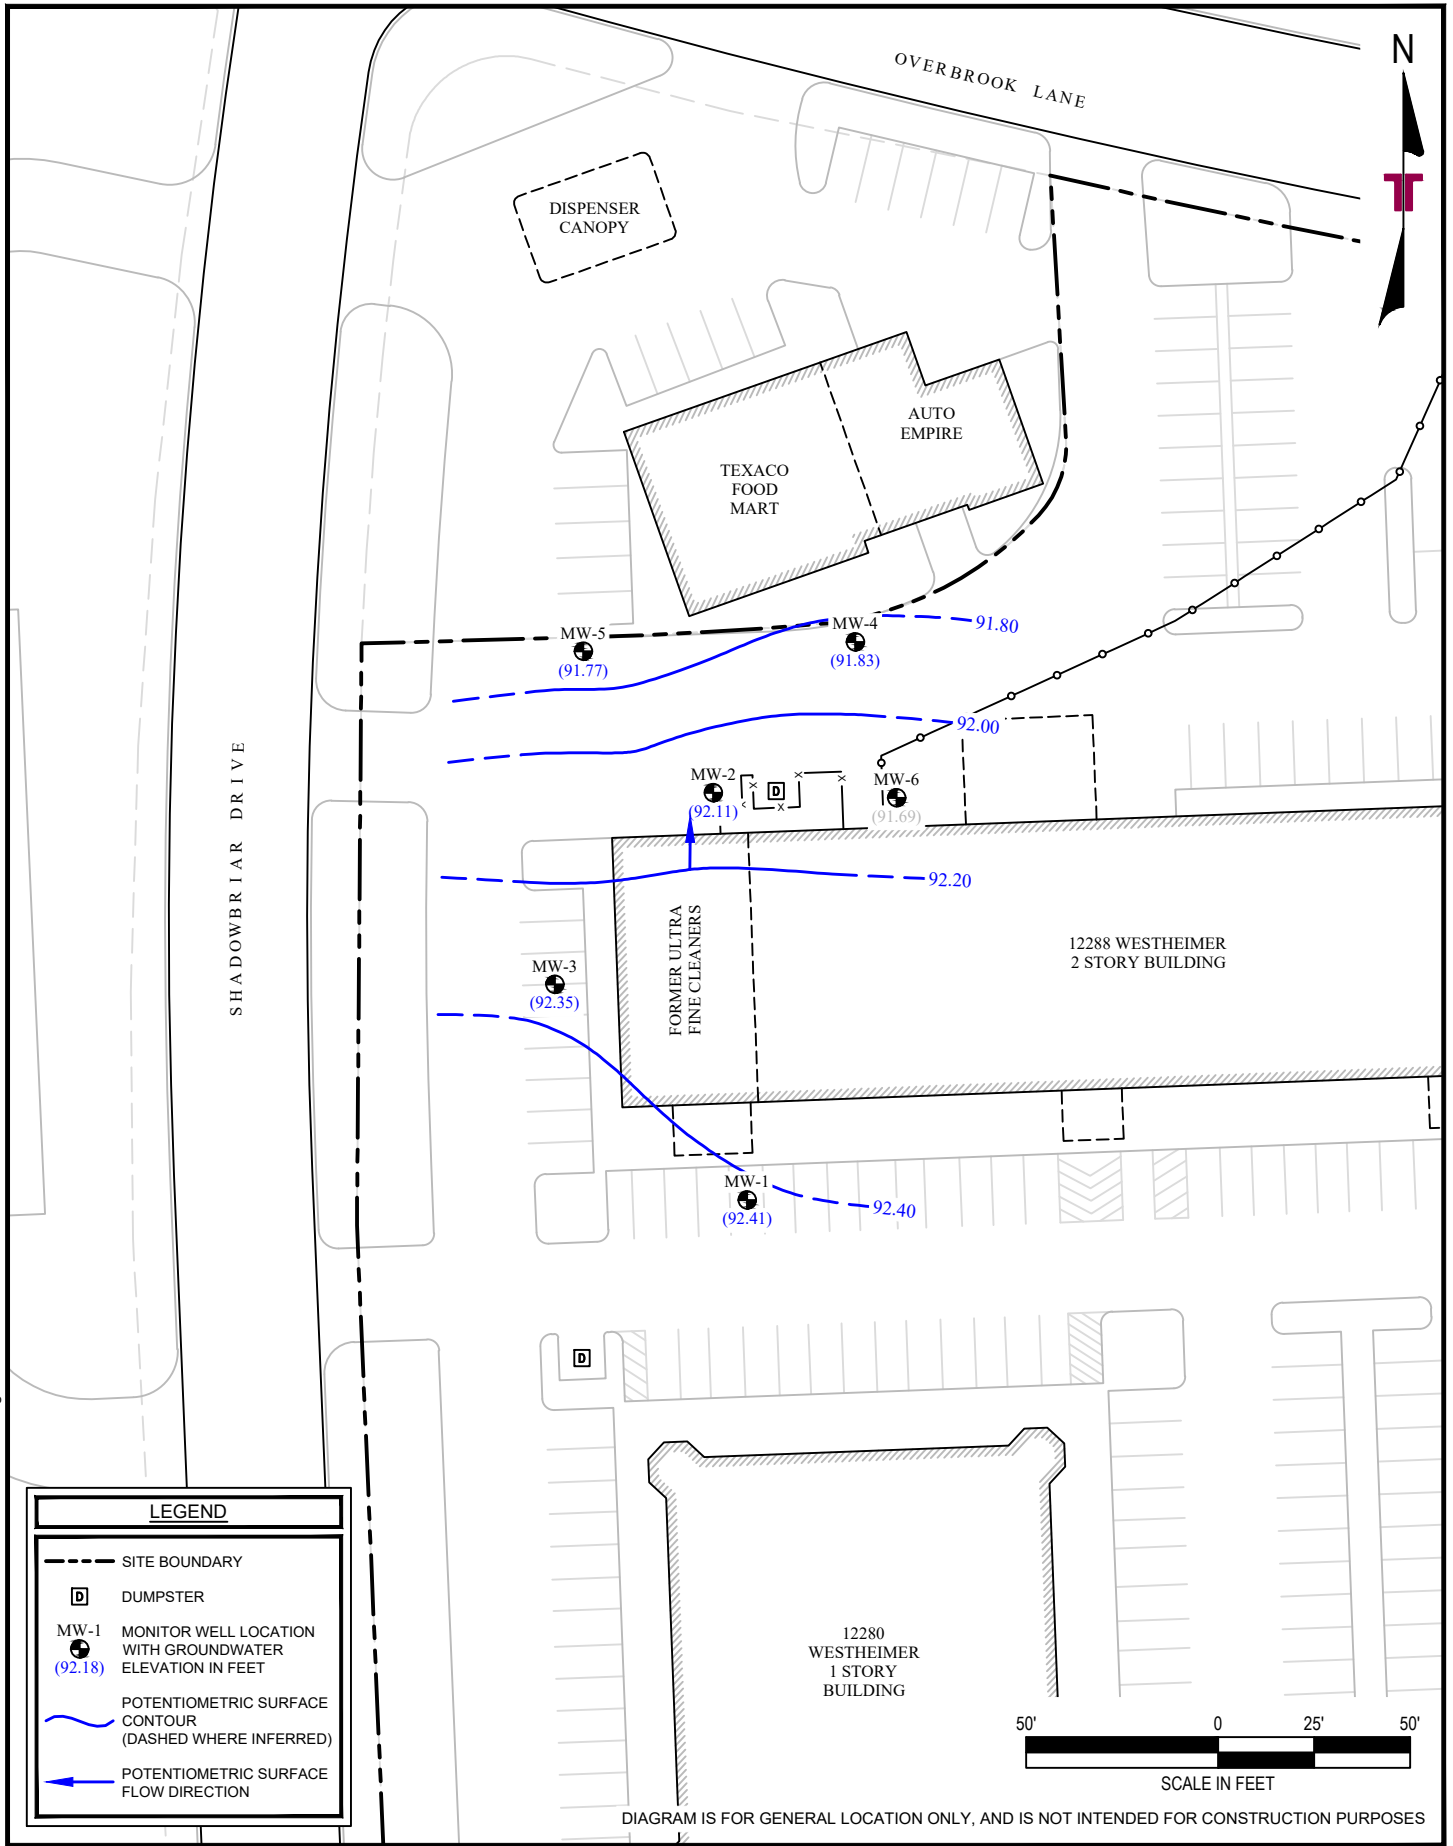 OVERBROOK LANE
N
DISPENSER
CANOPY
AUTO
EMPIRE
TEXACO
FOOD
MART
MW-5
(91.77)
MW-4
(91.83)
91.80
92.00
MW-2
(92.11)
D
MW-6
(91.69)
92.20
SHADOWBRIAR DRIVE
FORMER ULTRA
FINE CLEANERS
12288 WESTHEIMER
2 STORY BUILDING
MW-3
(92.35)
MW-1
(92.41)
92.40
D
12280
WESTHEIMER
1 STORY
BUILDING
LEGEND
SITE BOUNDARY
D
DUMPSTER
MW-1
(92.18)
MONITOR WELL LOCATION
WITH GROUNDWATER
ELEVATION IN FEET
POTENTIOMETRIC SURFACE
CONTOUR
(DASHED WHERE INFERRED)
POTENTIOMETRIC SURFACE
FLOW DIRECTION
50' 0 25' 50'
SCALE IN FEET
DIAGRAM IS FOR GENERAL LOCATION ONLY, AND IS NOT INTENDED FOR CONSTRUCTION PURPOSES